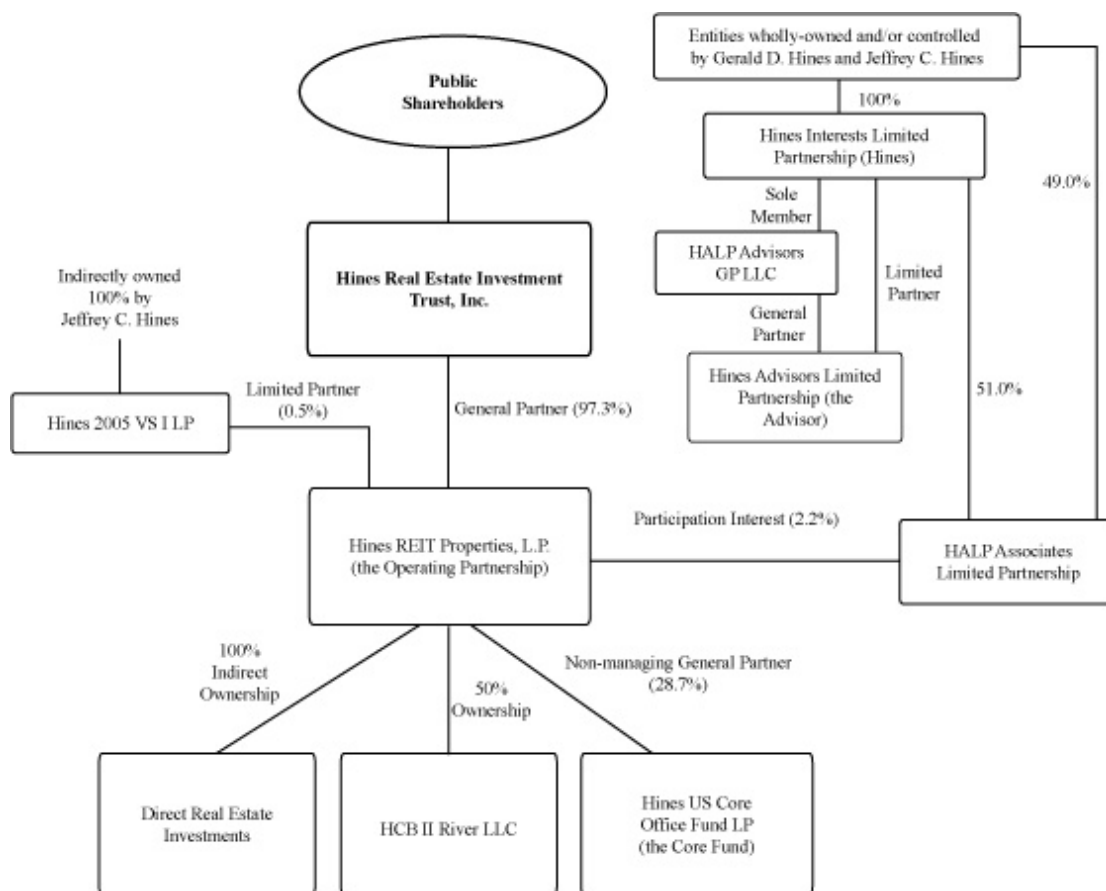 Entities wholly-owned and/or controlled
by Gerald D. Hines and Jeffrey C. Hines
Public
Shareholders
100%
Hines Interests Limited
Partnership (Hines)
49.0%
Sole
Member
HALP Advisors
GP LLC
Limited
Partner
Hines Real Estate Investment
Trust, Inc.
Indirectly owned
100% by
Jeffrey C. Hines
General
Partner
Hines Advisors Limited
Partnership (the
Advisor)
51.0%
Limited Partner
(0.5%)
General Partner (97.3%)
Hines 2005 VS I LP
Participation Interest (2.2%)
Hines REIT Properties, L.P.
(the Operating Partnership)
HALP Associates
Limited Partnership
100%
Indirect
Ownership
50%
Ownership
Non-managing General Partner
(28.7%)
Direct Real Estate
Investments
HCB II River LLC
Hines US Core
Office Fund LP
(the Core Fund)